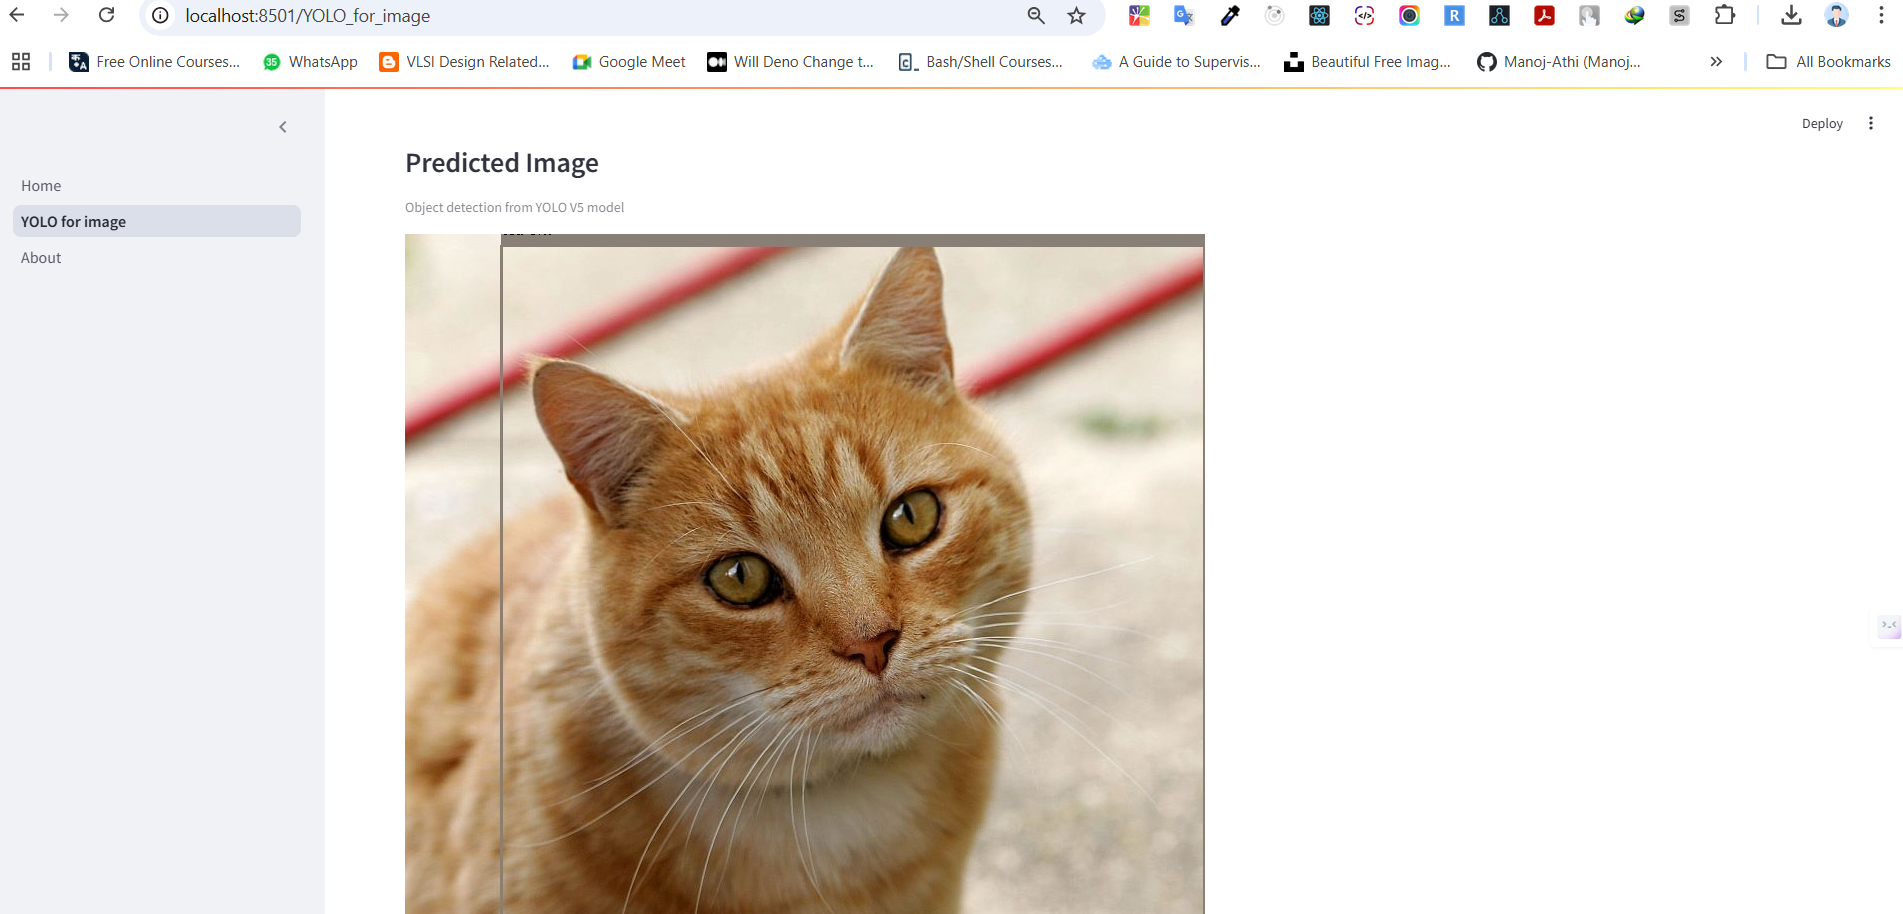 localhost:8501/YOLO_for_image
Free Online Courses...
35
WhatsApp
VLSI Design Related...
Google Meet
Will Deno Change t...
Bash/Shell Courses...
A Guide to Supervis...
Beautiful Free Imag...
Manoj-Athi (Manoj...
All Bookmarks
Deploy
Home
YOLO for image
About
Predicted Image
Object detection from YOLO V5 model